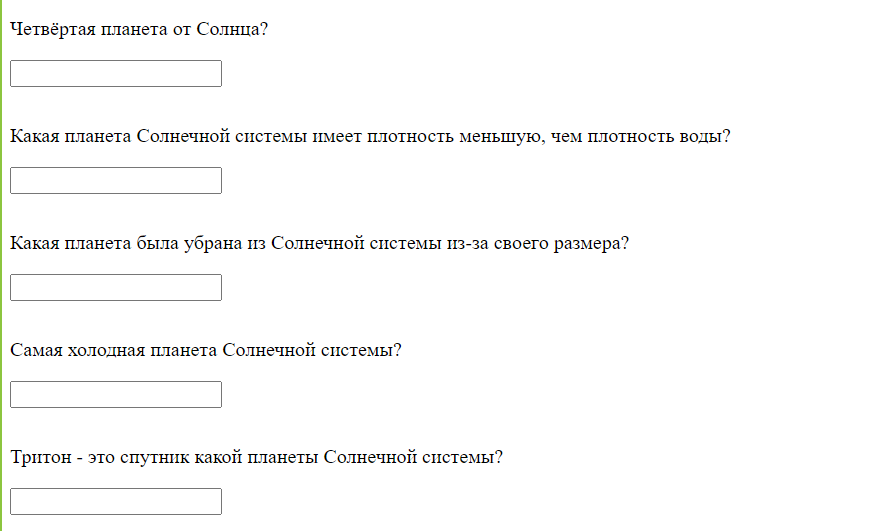 Четвёртая планета от Солнца?
Какая планета Солнечной системы имеет плотность меньшую, чем плотность воды?
Какая планета была убрана из Солнечной системы из-за своего размера?
Самая холодная планета Солнечной системы?
Тритон - это спутник какой планеты Солнечной системы?